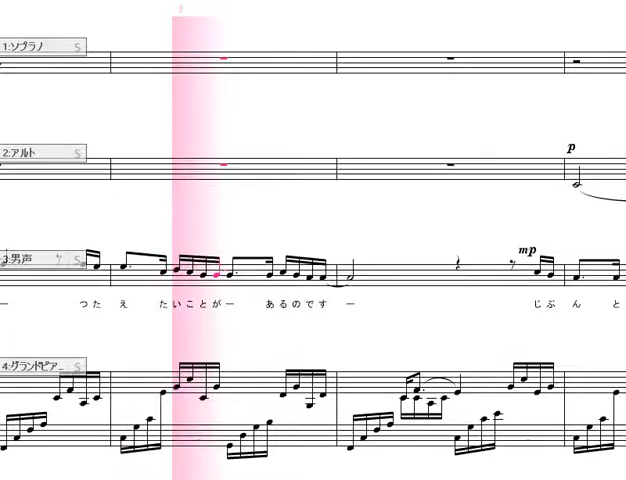 1:ソプラノ S
2:アルト S
p
3:男声 S
mp
ー つた え たいことがー あるのです ー じぶ ん と
4:グランドピア... S